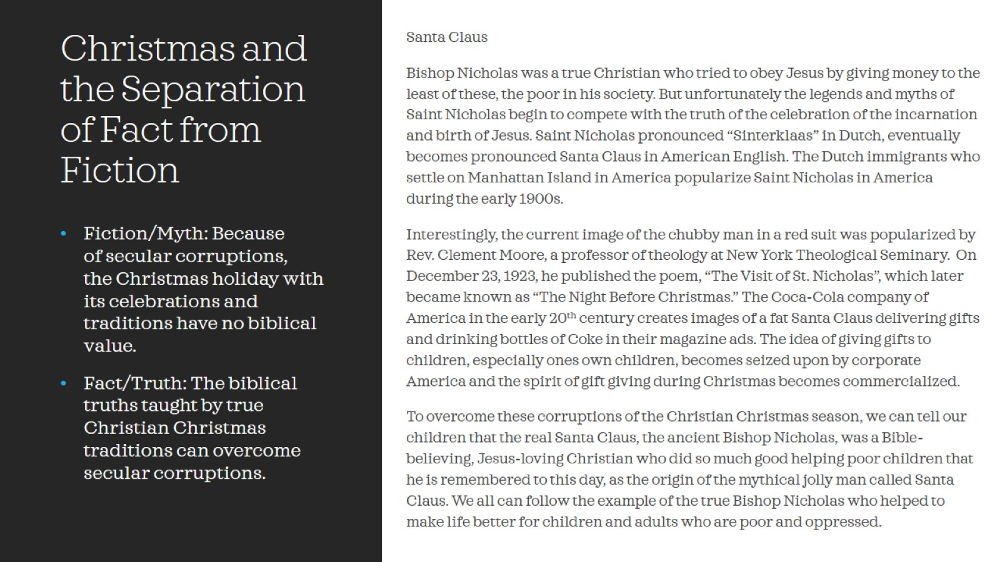 Christmas and
the Separation
of Fact from
Fiction
• Fiction/Myth: Because
of secular corruptions,
the Christmas holiday with
its celebrations and
traditions have no biblical
value.
• Fact/Truth: The biblical
truths taught by true
Christian Christmas
traditions can overcome
secular corruptions.
Santa Claus
Bishop Nicholas was a true Christian who tried to obey Jesus by giving money to the
least of these, the poor in his society. But unfortunately the legends and myths of
Saint Nicholas begin to compete with the truth of the celebration of the incarnation
and birth of Jesus. Saint Nicholas pronounced “Sinterklaas” in Dutch, eventually
becomes pronounced Santa Claus in American English. The Dutch immigrants who
settle on Manhattan Island in America popularize Saint Nicholas in America
during the early 1900s.
Interestingly, the current image of the chubby man in a red suit was popularized by
Rev. Clement Moore, a professor of theology at New York Theological Seminary. On
December 23, 1923, he published the poem, “The Visit of St. Nicholas”, which later
became known as “The Night Before Christmas.” The Coca-Cola company of
America in the early 20th century creates images of a fat Santa Claus delivering gifts
and drinking bottles of Coke in their magazine ads. The idea of giving gifts to
children, especially ones own children, becomes seized upon by corporate
America and the spirit of gift giving during Christmas becomes commercialized.
To overcome these corruptions of the Christian Christmas season, we can tell our
children that the real Santa Claus, the ancient Bishop Nicholas, was a Bible-
believing, Jesus-loving Christian who did so much good helping poor children that
he is remembered to this day, as the origin of the mythical jolly man called Santa
Claus. We all can follow the example of the true Bishop Nicholas who helped to
make life better for children and adults who are poor and oppressed.